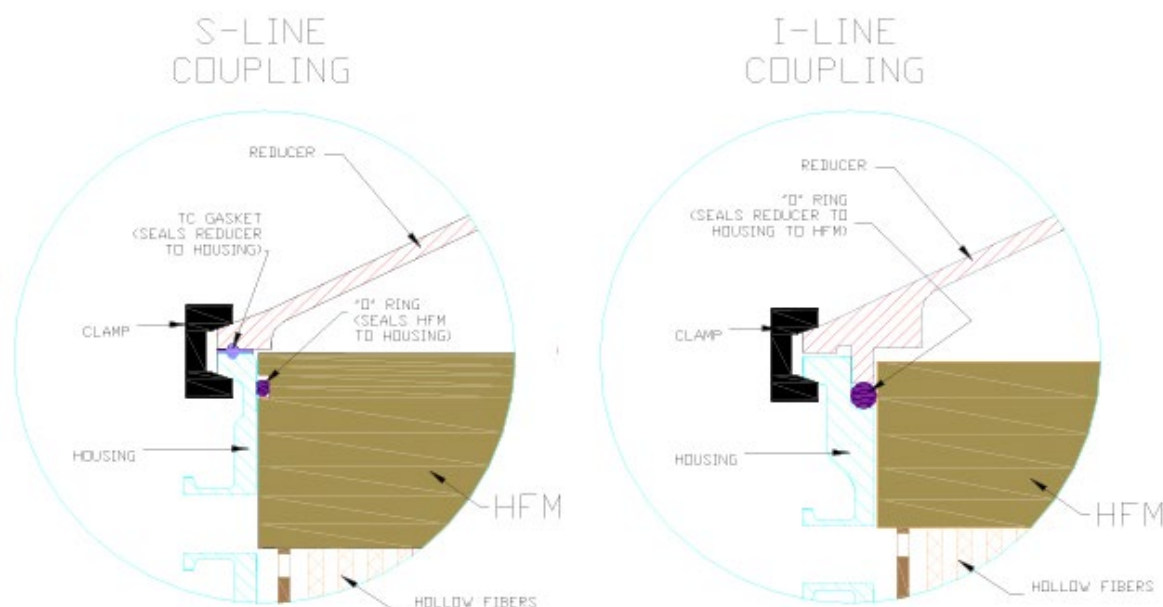 S-LINE
COUPLING
REDUCER
TC GASKET
(SEALS REDUCER
TO HOUSING)
"O" RING
(SEALS HFM
TO HOUSING)
CLAMP
HOUSING
HFM
HOLLOW FIBERS
I-LINE
COUPLING
REDUCER
"O" RING
(SEALS REDUCER TO
HOUSING TO HFM)
CLAMP
HOUSING
HFM
HOLLOW FIBERS